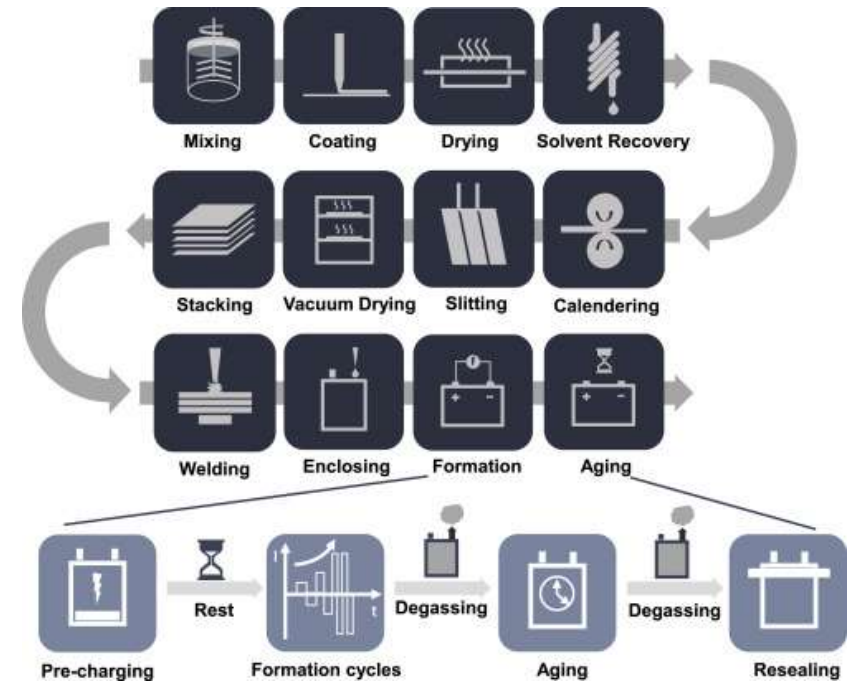 Mixing
Coating
Drying
Solvent Recovery
Stacking
Vacuum Drying
Slitting
Calendering
Welding
Enclosing
Formation
Aging
Rest
I
t
Degassing
Degassing
Pre-charging
Formation cycles
Aging
Resealing